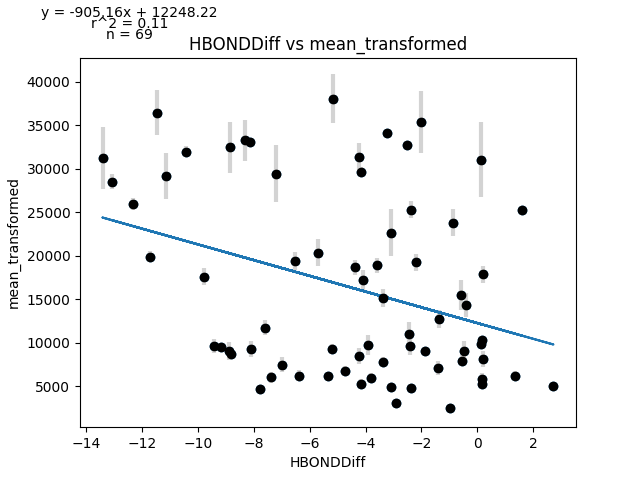 y = -905.16x + 12248.22
r^2 = 0.11
n = 69
HBONDDiff vs mean_transformed
mean_transformed
40000
35000
30000
25000
20000
15000
10000
5000
−14 −12 −10 −8 −6 −4 −2 0 2
HBONDDiff